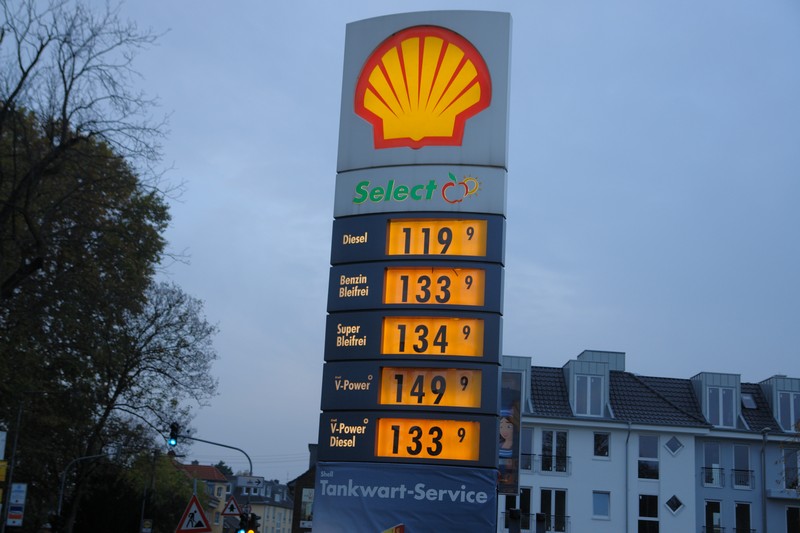 Select
Diesel 119 9
Benzin
Bleifrei 133 9
Super
Bleifrei 134 9
V-Power 149 9
V-Power
Diesel 133 9
Shell
Tankwart-Service